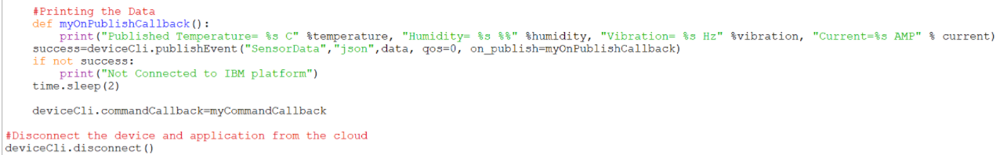 #Printing the Data
def myOnPublishCallback():
print("Published Temperature= %s C" %temperature, "Humidity= %s %%" %humidity, "Vibration= %s Hz" %vibration, "Current=%s AMP" % current)
success=deviceCli.publishEvent("SensorData","json",data, qos=0, on_publish=myOnPublishCallback)
if not success:
print("Not Connected to IBM platform")
time.sleep(2)
deviceCli.commandCallback=myCommandCallback
#Disconnect the device and application from the cloud
deviceCli.disconnect()